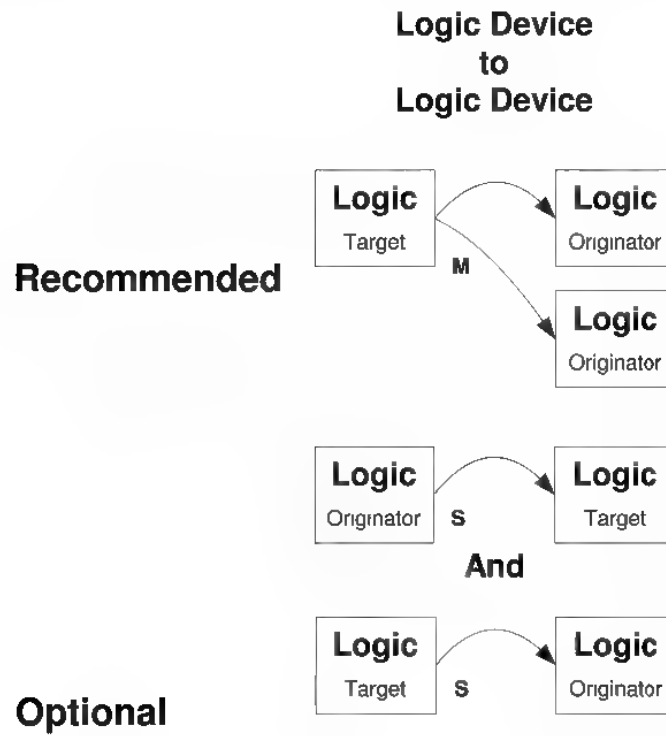 Logic Device
to
Logic Device
Logic
Target
Logic
Originator
Recommended
M
Logic
Originator
Logic
Originator
S
Logic
Target
And
Logic
Target
S
Logic
Originator
Optional